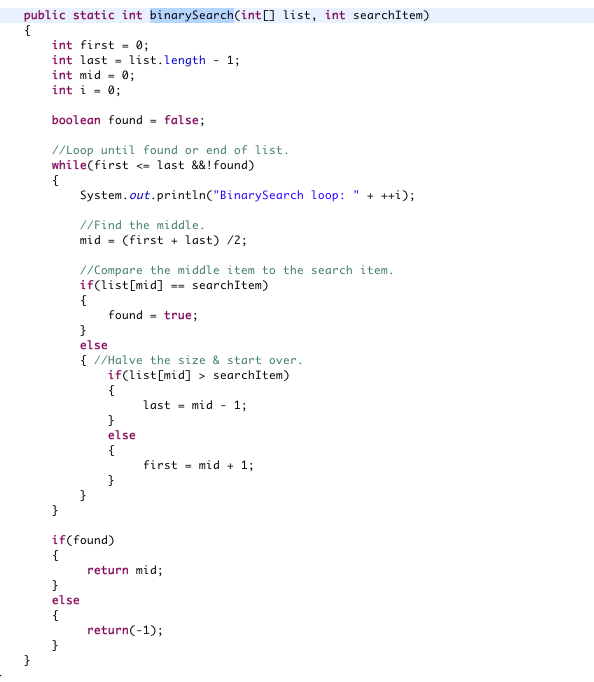 public static int binarySearch(int[] list, int searchItem)
{
    int first = 0;
    int last = list.length - 1;
    int mid = 0;
    int i = 0;

    boolean found = false;

    //Loop until found or end of list.
    while(first <= last &&!found)
    {
        System.out.println("BinarySearch loop: " + ++i);

        //Find the middle.
        mid = (first + last) /2;

        //Compare the middle item to the search item.
        if(list[mid] == searchItem)
        {
            found = true;
        }
        else
        { //Halve the size & start over.
            if(list[mid] > searchItem)
            {
                 last = mid - 1;
            }
            else
            {
                 first = mid + 1;
            }
        }
    }

    if(found)
    {
         return mid;
    }
    else
    {
         return(-1);
    }
}